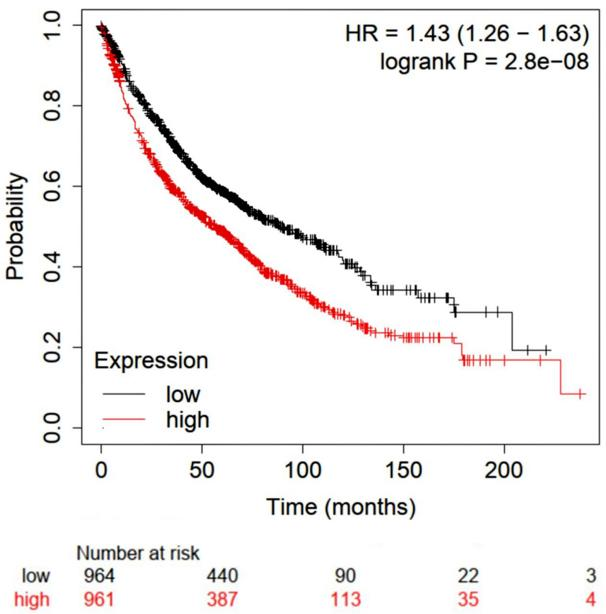 HR = 1.43 (1.26 − 1.63)
logrank P = 2.8e−08
1.0
0.8
0.6
0.4
0.2
0.0
Probability
Expression
low
high
0 50 100 150 200
Time (months)
Number at risk
low 964 440 90 22 3
high 961 387 113 35 4